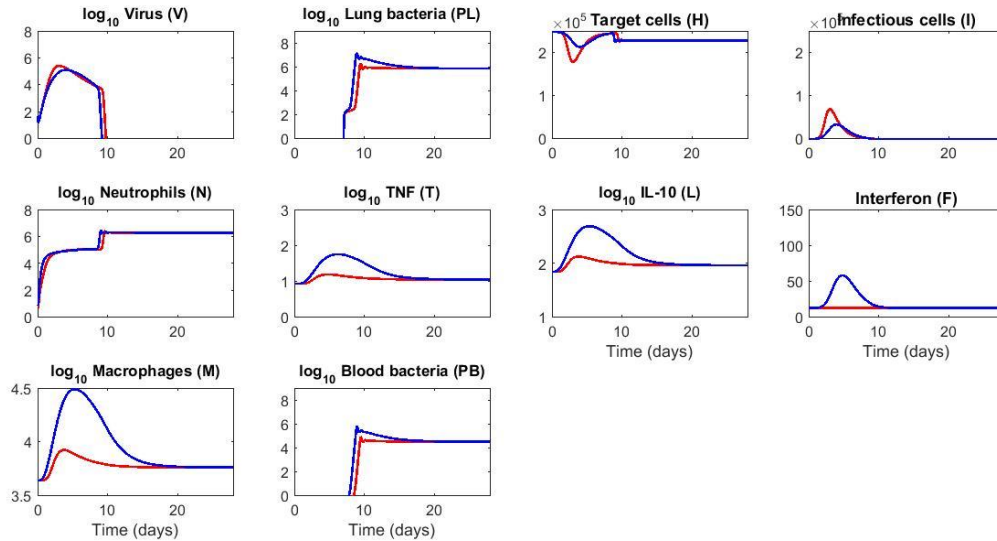 log10 Virus (V)
8
6
4
2
0
0 10 20
log10 Lung bacteria (PL)
8
6
4
2
0
0 10 20
×10^5 Target cells (H)
2
1
0
0 10 20
Infectious cells (I)
2
1
0
0 10 20
log10 Neutrophils (N)
8
6
4
2
0
0 10 20
log10 TNF (T)
3
2
1
0
0 10 20
log10 IL-10 (L)
3
2
1
0 10 20
Time (days)
Interferon (F)
150
100
50
0
0 10 20
Time (days)
log10 Macrophages (M)
4.5
4
3.5
0 10 20
Time (days)
log10 Blood bacteria (PB)
8
6
4
2
0
0 10 20
Time (days)